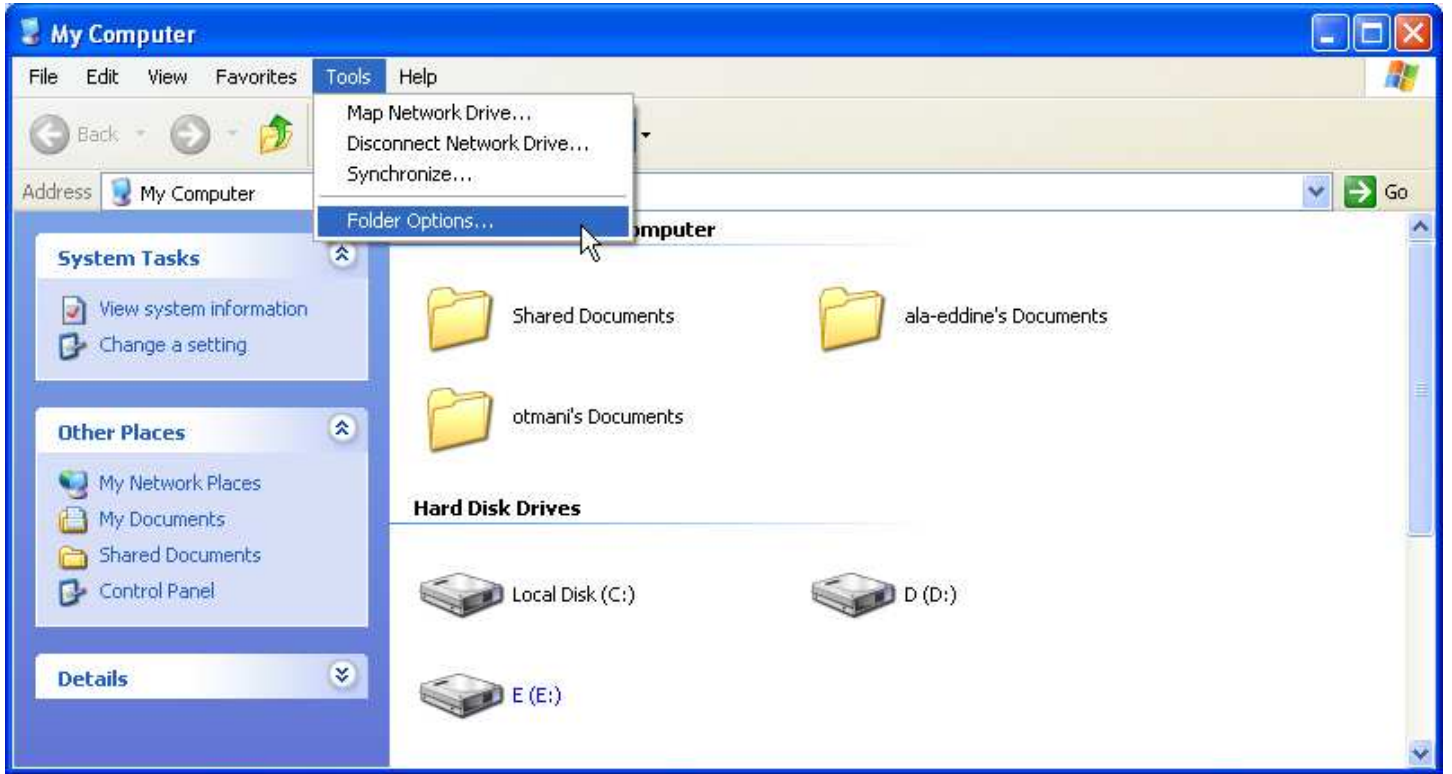 My Computer
File Edit View Favorites Tools Help
Back
Map Network Drive...
Disconnect Network Drive...
Synchronize...
Folder Options...
Address My Computer Go
System Tasks
View system information
Change a setting
Other Places
My Network Places
My Documents
Shared Documents
Control Panel
Details
Shared Documents ala-eddine's Documents
otmani's Documents
Hard Disk Drives
Local Disk (C:) D (D:)
E (E:)